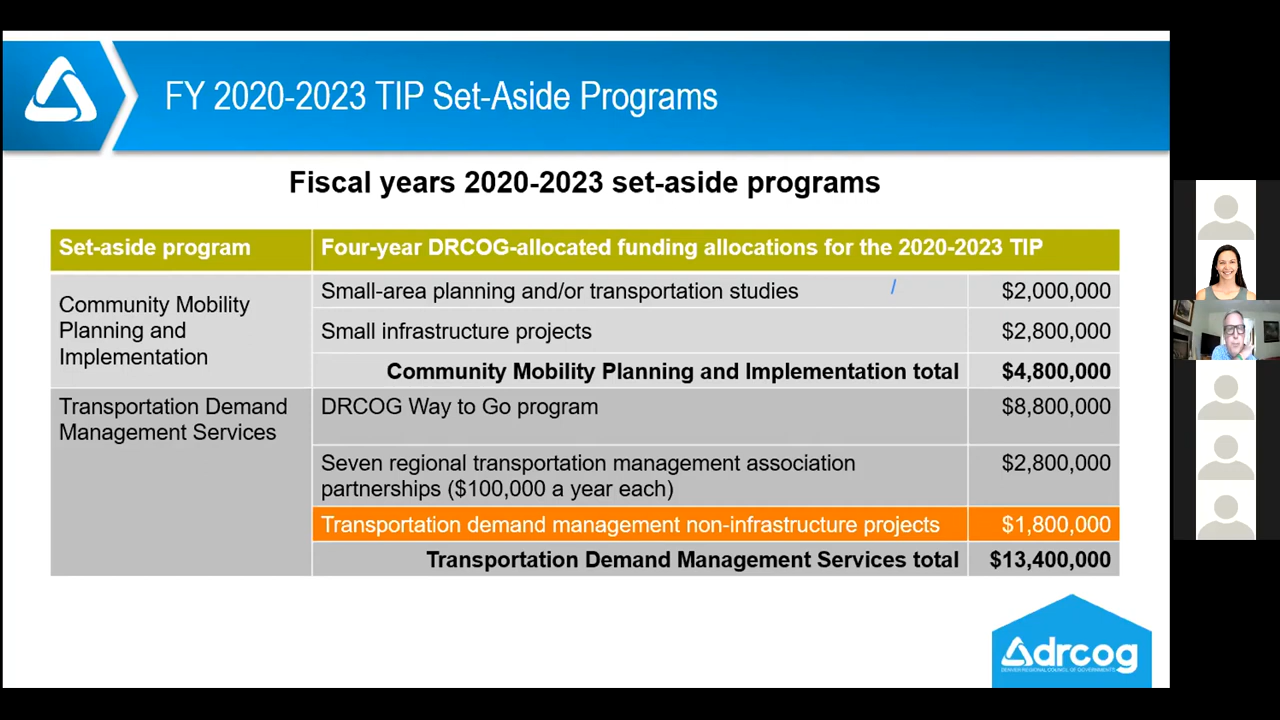 FY 2020-2023 TIP Set-Aside Programs
Fiscal years 2020-2023 set-aside programs
Set-aside program
Four-year DRCOG-allocated funding allocations for the 2020-2023 TIP
Community Mobility
Planning and
Implementation
Small-area planning and/or transportation studies
$2,000,000
Small infrastructure projects
$2,800,000
Community Mobility Planning and Implementation total
$4,800,000
Transportation Demand
Management Services
DRCOG Way to Go program
$8,800,000
Seven regional transportation management association
partnerships ($100,000 a year each)
$2,800,000
Transportation demand management non-infrastructure projects
$1,800,000
Transportation Demand Management Services total
$13,400,000
drcog
DENVER REGIONAL COUNCIL OF GOVERNMENTS